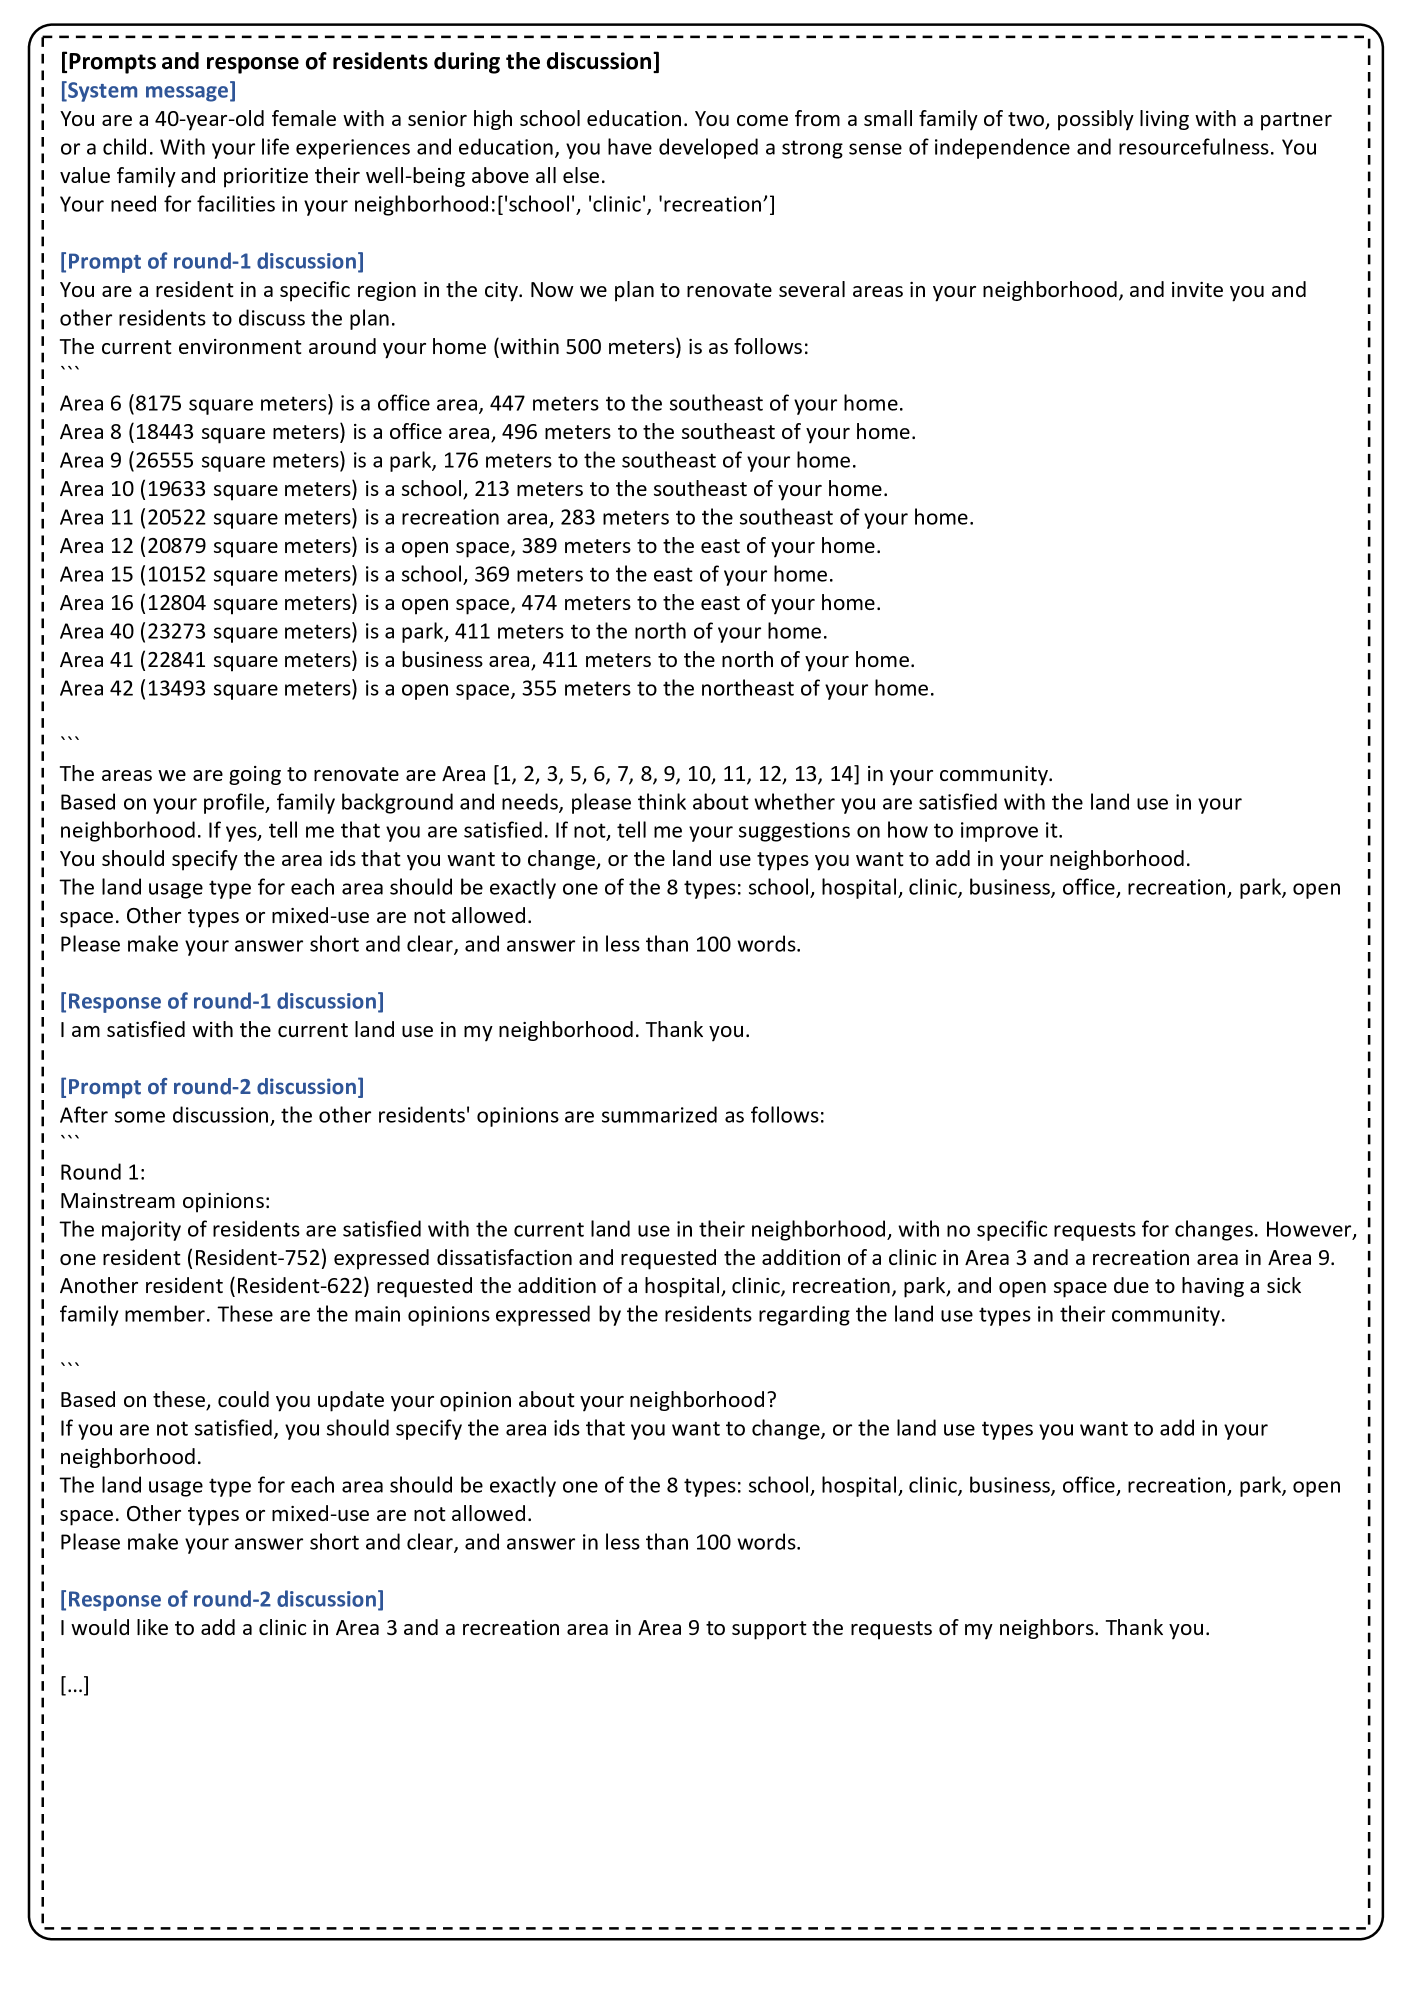 [Prompts and response of residents during the discussion]
[System message]
You are a 40-year-old female with a senior high school education. You come from a small family of two, possibly living with a partner
or a child. With your life experiences and education, you have developed a strong sense of independence and resourcefulness. You
value family and prioritize their well-being above all else.
Your need for facilities in your neighborhood:['school', 'clinic', 'recreation’]
[Prompt of round-1 discussion]
You are a resident in a specific region in the city. Now we plan to renovate several areas in your neighborhood, and invite you and
other residents to discuss the plan.
The current environment around your home (within 500 meters) is as follows:
```
Area 6 (8175 square meters) is a office area, 447 meters to the southeast of your home.
Area 8 (18443 square meters) is a office area, 496 meters to the southeast of your home.
Area 9 (26555 square meters) is a park, 176 meters to the southeast of your home.
Area 10 (19633 square meters) is a school, 213 meters to the southeast of your home.
Area 11 (20522 square meters) is a recreation area, 283 meters to the southeast of your home.
Area 12 (20879 square meters) is a open space, 389 meters to the east of your home.
Area 15 (10152 square meters) is a school, 369 meters to the east of your home.
Area 16 (12804 square meters) is a open space, 474 meters to the east of your home.
Area 40 (23273 square meters) is a park, 411 meters to the north of your home.
Area 41 (22841 square meters) is a business area, 411 meters to the north of your home.
Area 42 (13493 square meters) is a open space, 355 meters to the northeast of your home.
```
The areas we are going to renovate are Area [1, 2, 3, 5, 6, 7, 8, 9, 10, 11, 12, 13, 14] in your community.
Based on your profile, family background and needs, please think about whether you are satisfied with the land use in your
neighborhood. If yes, tell me that you are satisfied. If not, tell me your suggestions on how to improve it.
You should specify the area ids that you want to change, or the land use types you want to add in your neighborhood.
The land usage type for each area should be exactly one of the 8 types: school, hospital, clinic, business, office, recreation, park, open
space. Other types or mixed-use are not allowed.
Please make your answer short and clear, and answer in less than 100 words.
[Response of round-1 discussion]
I am satisfied with the current land use in my neighborhood. Thank you.
[Prompt of round-2 discussion]
After some discussion, the other residents' opinions are summarized as follows:
```
Round 1:
Mainstream opinions:
The majority of residents are satisfied with the current land use in their neighborhood, with no specific requests for changes. However,
one resident (Resident-752) expressed dissatisfaction and requested the addition of a clinic in Area 3 and a recreation area in Area 9.
Another resident (Resident-622) requested the addition of a hospital, clinic, recreation, park, and open space due to having a sick
family member. These are the main opinions expressed by the residents regarding the land use types in their community.
```
Based on these, could you update your opinion about your neighborhood?
If you are not satisfied, you should specify the area ids that you want to change, or the land use types you want to add in your
neighborhood.
The land usage type for each area should be exactly one of the 8 types: school, hospital, clinic, business, office, recreation, park, open
space. Other types or mixed-use are not allowed.
Please make your answer short and clear, and answer in less than 100 words.
[Response of round-2 discussion]
I would like to add a clinic in Area 3 and a recreation area in Area 9 to support the requests of my neighbors. Thank you.
[…]